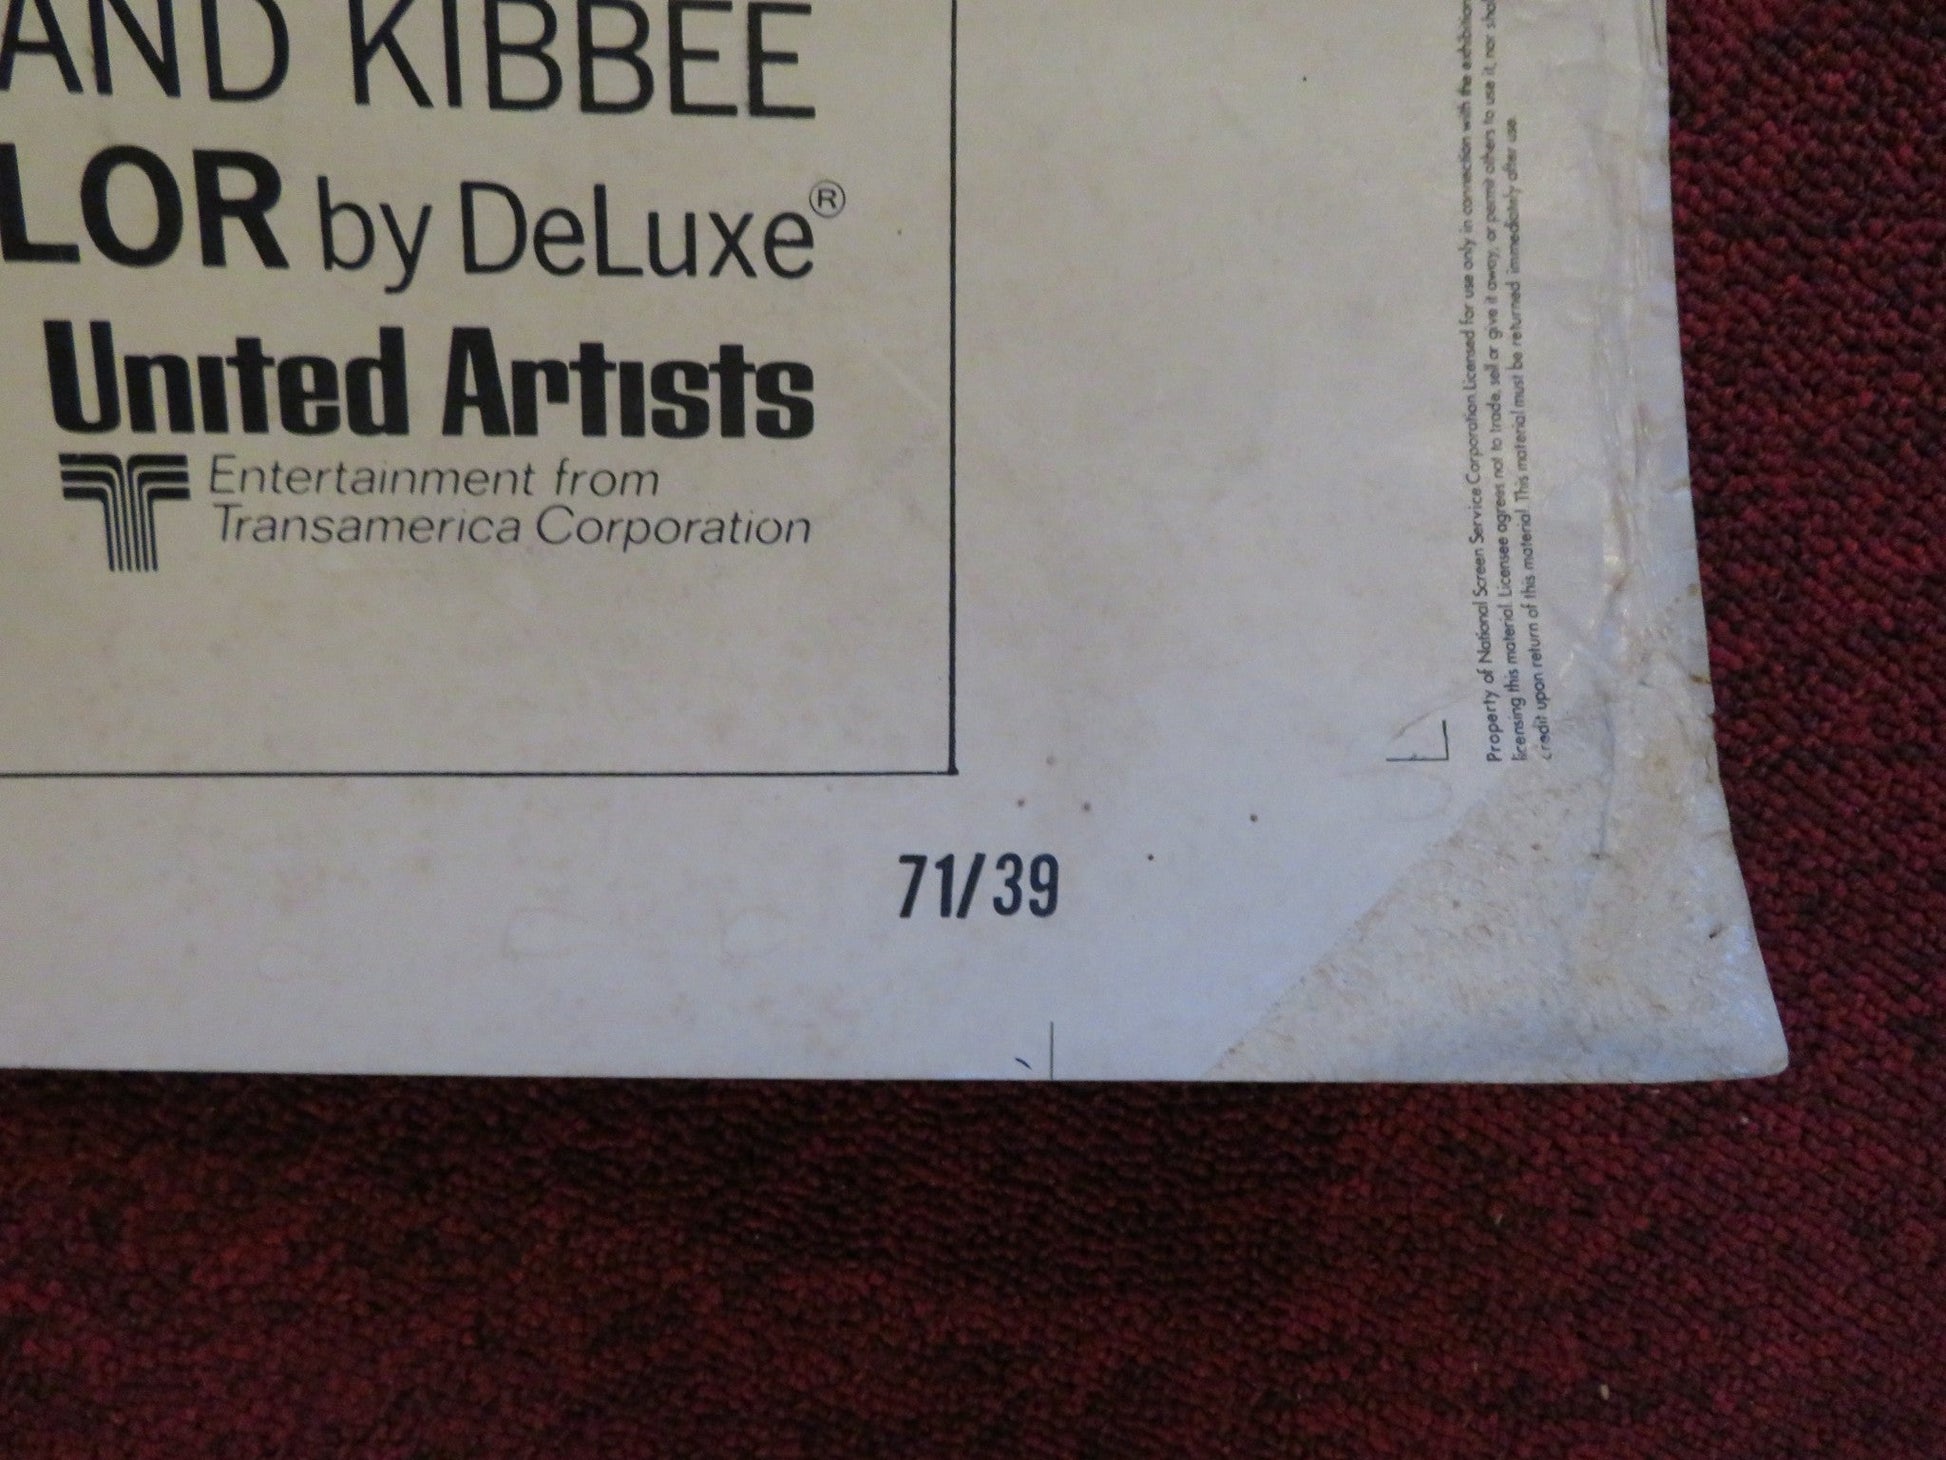 AND KIBBEE
LOR by DeLuxe®
United Artists
Entertainment from
Transamerica Corporation
71/39
Property of National Screen Service Corporation. Licensed for use only in connection with the exhibition
licensing this material. Licensee agrees not to trade, sell or give it away, or permit others to use it, nor shal
credit upon return of this material. This material must be returned immediately after use.